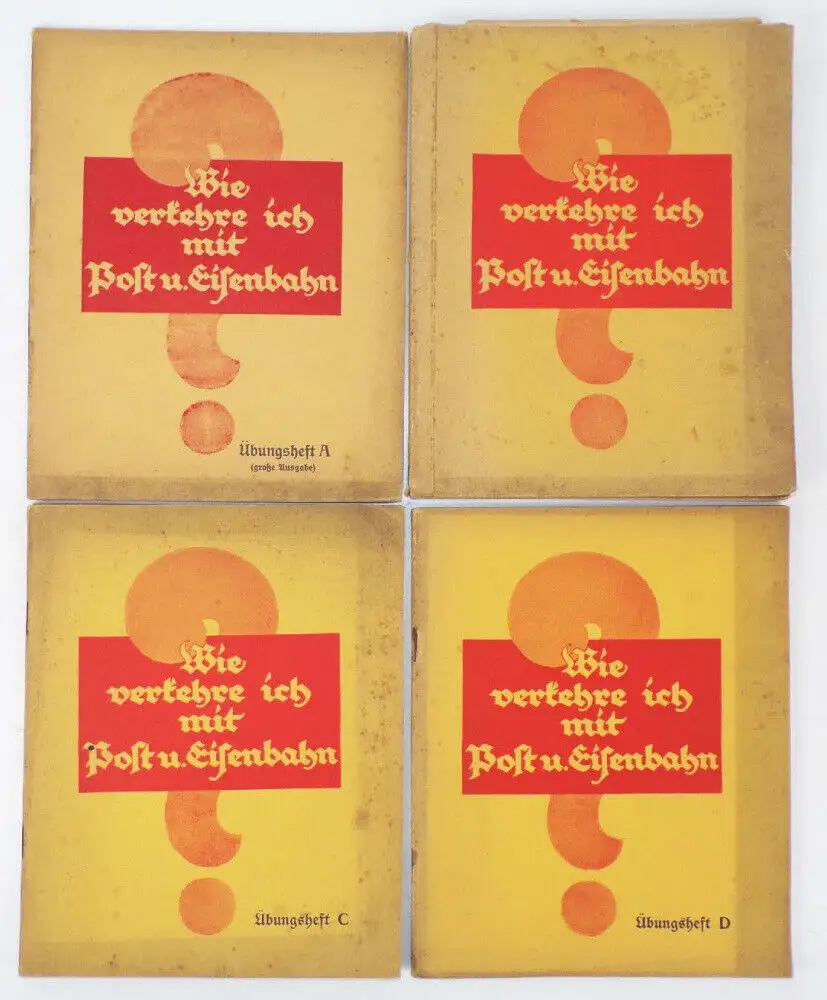 Wie
verkehre ich
mit
Post u. Eisenbahn
Übungsheft A
(große Ausgabe)
Wie
verkehre ich
mit
Post u. Eisenbahn
Wie
verkehre ich
mit
Post u. Eisenbahn
Übungsheft C
Wie
verkehre ich
mit
Post u. Eisenbahn
Übungsheft D